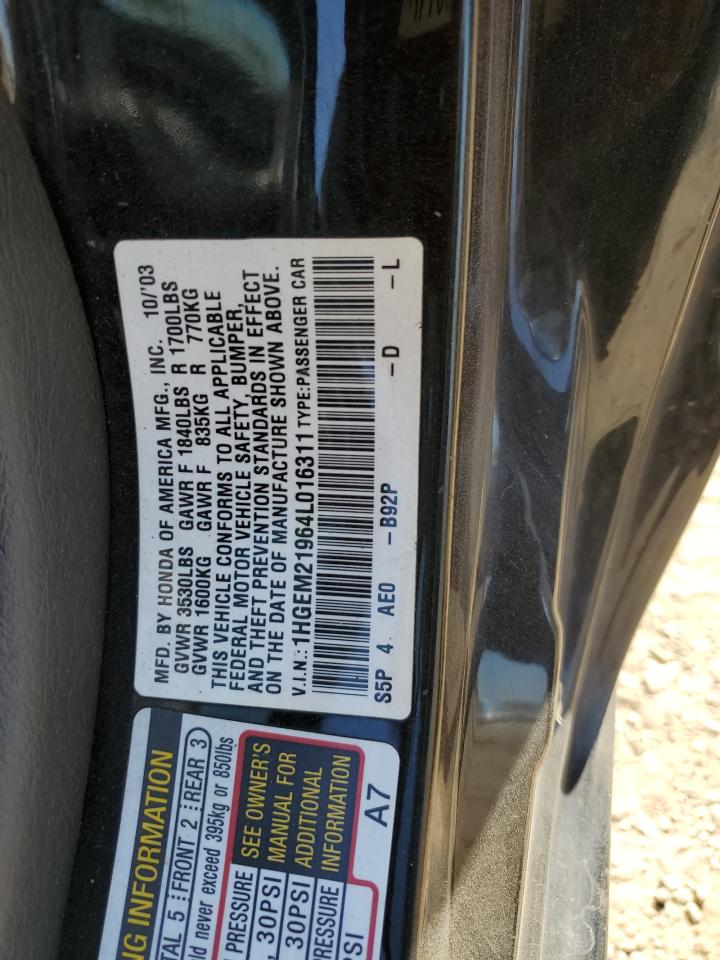 MFD. BY HONDA OF AMERICA MFG., INC. 10/'03
GVWR 3530LBS GAWR F 1840LBS R 1700LBS
GVWR 1600KG GAWR F 835KG R 770KG
THIS VEHICLE CONFORMS TO ALL APPLICABLE
FEDERAL MOTOR VEHICLE SAFETY, BUMPER,
AND THEFT PREVENTION STANDARDS IN EFFECT
ON THE DATE OF MANUFACTURE SHOWN ABOVE.
V.I.N.: 1HGEM21964L016311 TYPE:PASSENGER CAR
S5P 4 AE0 -B92P -D -L
INFORMATION
5 FRONT 2 REAR 3
never exceed 395kg or 850lbs
PRESSURE SEE OWNER'S
30PSI MANUAL FOR
30PSI ADDITIONAL
INFORMATION
PSI A7